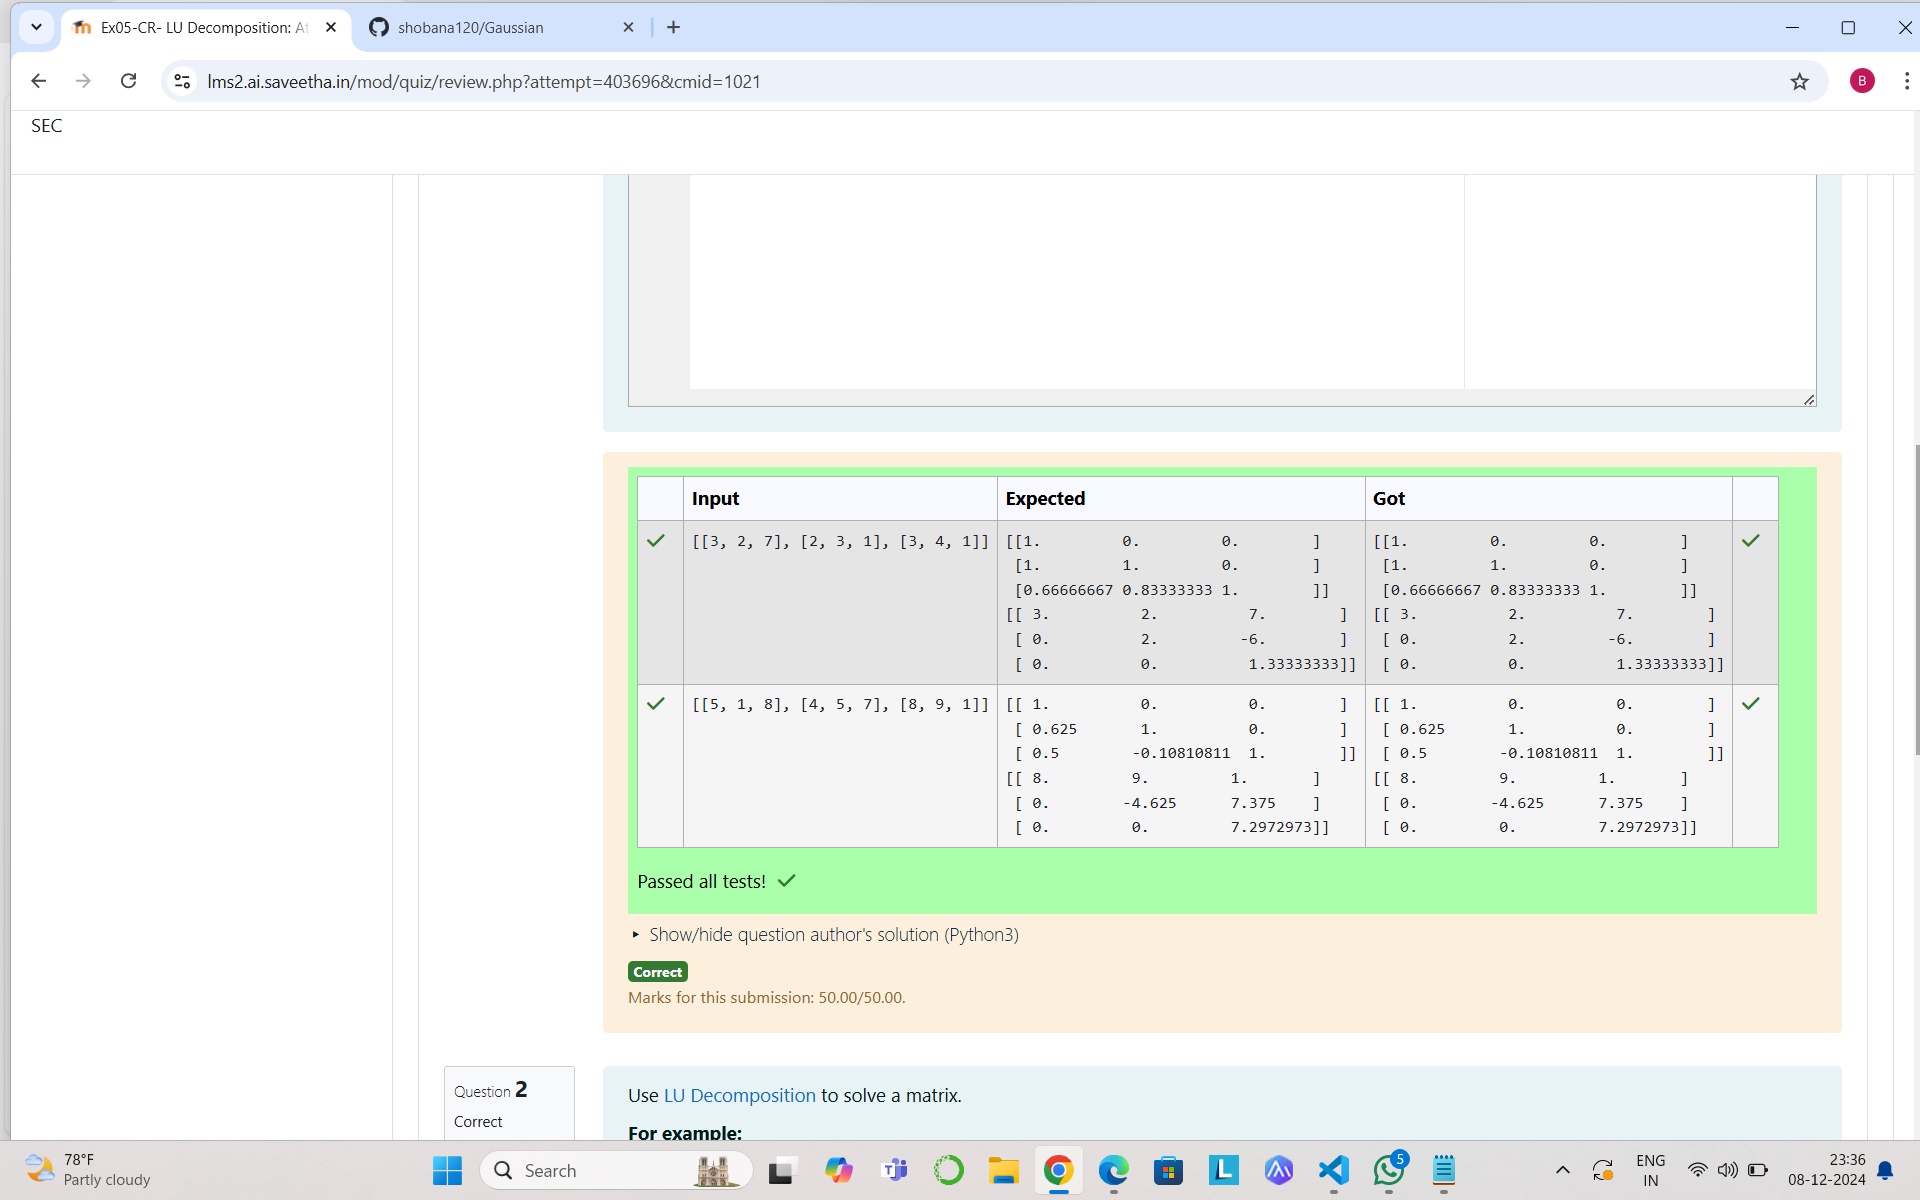 Ex05-CR- LU Decomposition: At
shobana120/Gaussian
lms2.ai.saveetha.in/mod/quiz/review.php?attempt=403696&cmid=1021
B
SEC
Input Expected Got
[[3, 2, 7], [2, 3, 1], [3, 4, 1]] [[1. 0. 0. ] [[1. 0. 0. ]
[1. 1. 0. ] [1. 1. 0. ]
[0.66666667 0.83333333 1. ]] [0.66666667 0.83333333 1. ]]
[[ 3. 2. 7. ] [[ 3. 2. 7. ]
[ 0. 2. -6. ] [ 0. 2. -6. ]
[ 0. 0. 1.33333333]] [ 0. 0. 1.33333333]]
[[5, 1, 8], [4, 5, 7], [8, 9, 1]] [[ 1. 0. 0. ] [[ 1. 0. 0. ]
[ 0.625 1. 0. ] [ 0.625 1. 0. ]
[ 0.5 -0.10810811 1. ]] [ 0.5 -0.10810811 1. ]]
[[ 8. 9. 1. ] [[ 8. 9. 1. ]
[ 0. -4.625 7.375 ] [ 0. -4.625 7.375 ]
[ 0. 0. 7.2972973]] [ 0. 0. 7.2972973]]
Passed all tests!
Show/hide question author's solution (Python3)
Correct
Marks for this submission: 50.00/50.00.
Question 2
Correct
Use LU Decomposition to solve a matrix.
For example:
78°F
Partly cloudy
Search
5
ENG
IN
23:36
08-12-2024